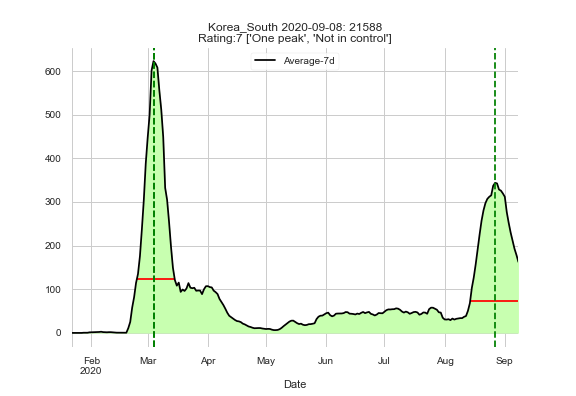 Korea_South 2020-09-08: 21588
Rating:7 ['One peak', 'Not in control']
Average-7d
600
500
400
300
200
100
0
Feb Mar Apr May Jun Jul Aug Sep
2020
Date